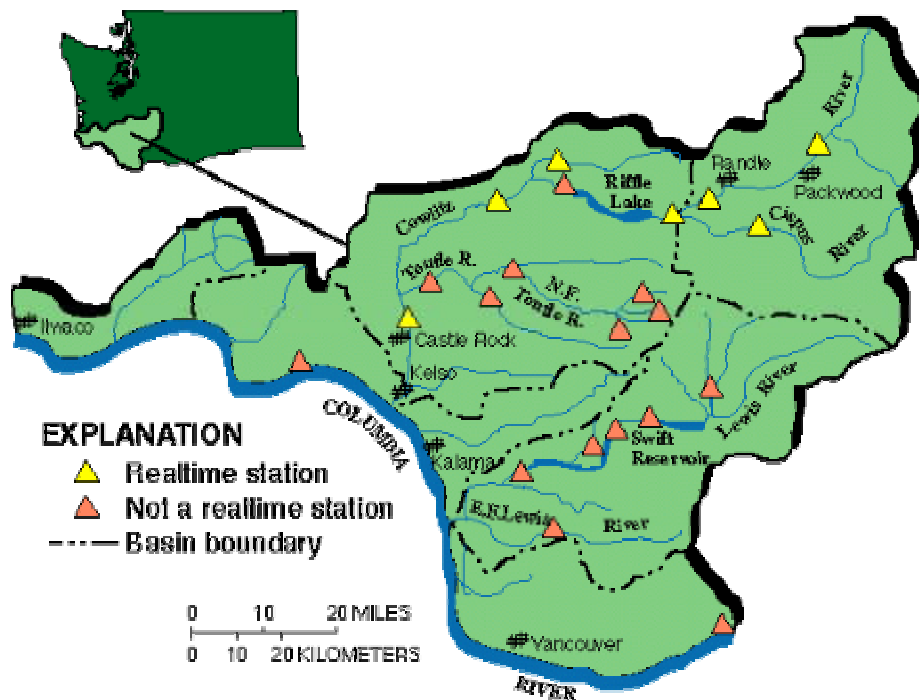 River
Randle
Packwood
Riffle
Lake
Cispus
River
Cowlitz
Toutle R.
N.F.
Toutle R.
Ilwaco
Castle Rock
Kelso
COLUMBIA
Lewis River
EXPLANATION
Kalama
Swift
Reservoir
Realtime station
Not a realtime station
E.F.Lewis River
Basin boundary
0 10 20 MILES
0 10 20 KILOMETERS
Vancouver
RIVER